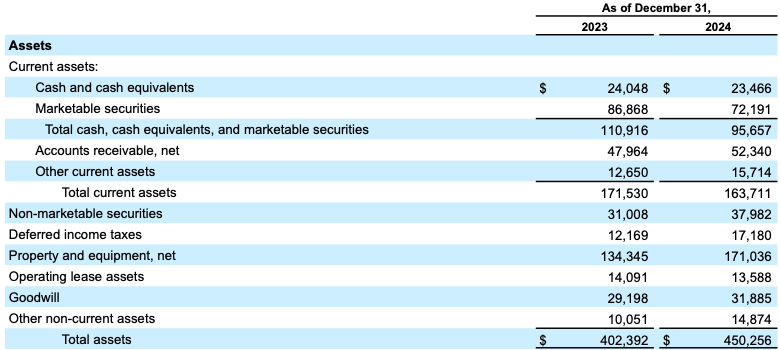 As of December 31,
2023 2024
Assets
Current assets:
Cash and cash equivalents $ 24,048 $ 23,466
Marketable securities 86,868 72,191
Total cash, cash equivalents, and marketable securities 110,916 95,657
Accounts receivable, net 47,964 52,340
Other current assets 12,650 15,714
Total current assets 171,530 163,711
Non-marketable securities 31,008 37,982
Deferred income taxes 12,169 17,180
Property and equipment, net 134,345 171,036
Operating lease assets 14,091 13,588
Goodwill 29,198 31,885
Other non-current assets 10,051 14,874
Total assets $ 402,392 $ 450,256